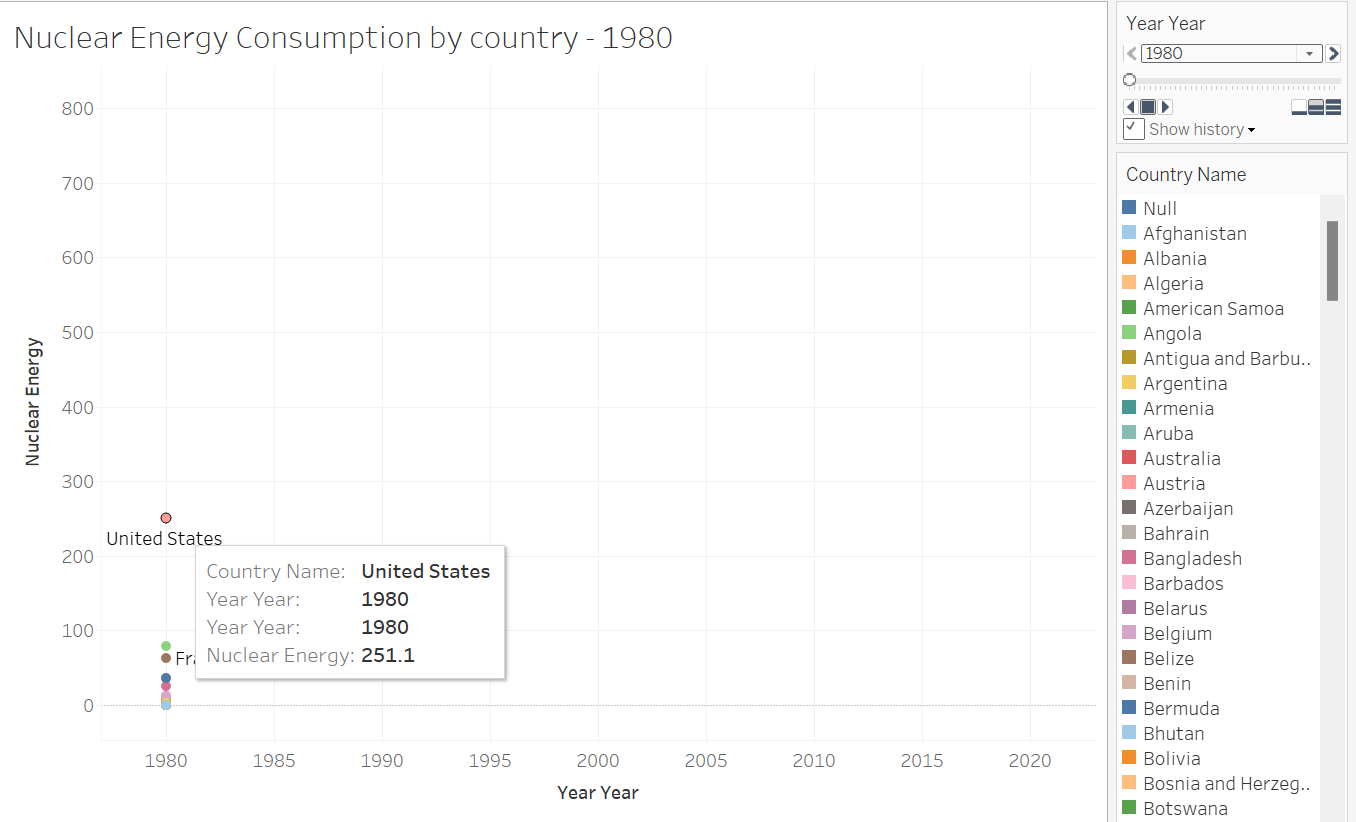 Nuclear Energy Consumption by country - 1980
800
700
600
500
400
300
200
100
0
Nuclear Energy
United States
Country Name: United States
Year Year: 1980
Year Year: 1980
Nuclear Energy: 251.1
1980 1985 1990 1995 2000 2005 2010 2015 2020
Year Year
Year Year
1980
Show history
Country Name
Null
Afghanistan
Albania
Algeria
American Samoa
Angola
Antigua and Barbu..
Argentina
Armenia
Aruba
Australia
Austria
Azerbaijan
Bahrain
Bangladesh
Barbados
Belarus
Belgium
Belize
Benin
Bermuda
Bhutan
Bolivia
Bosnia and Herzeg..
Botswana